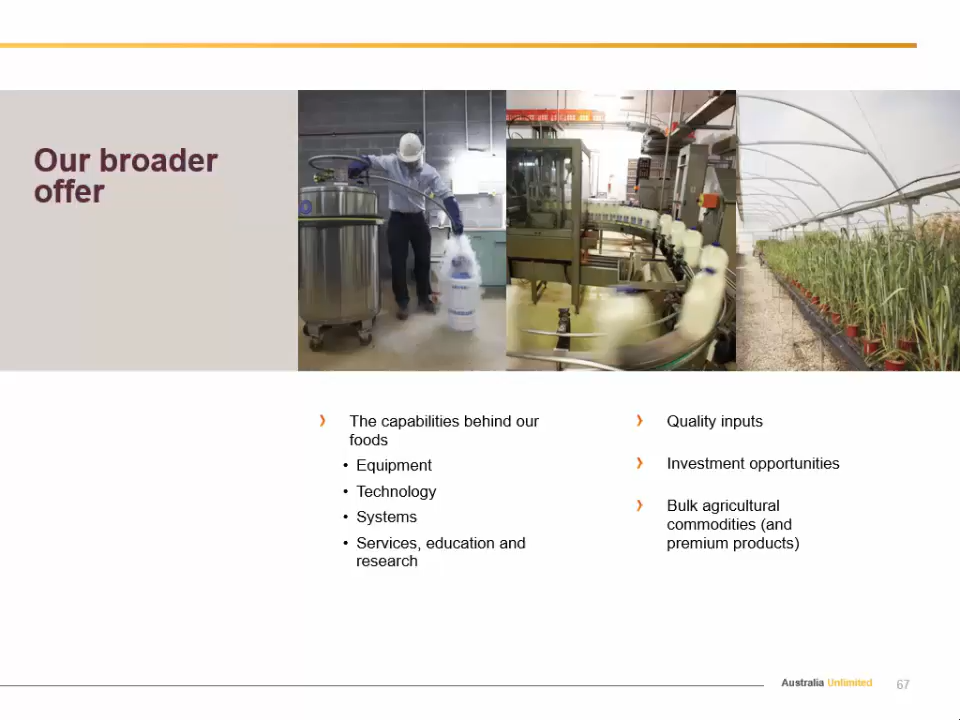 Our broader
offer
❯ The capabilities behind our
foods
• Equipment
• Technology
• Systems
• Services, education and
research
❯ Quality inputs
❯ Investment opportunities
❯ Bulk agricultural
commodities (and
premium products)
Australia Unlimited 67